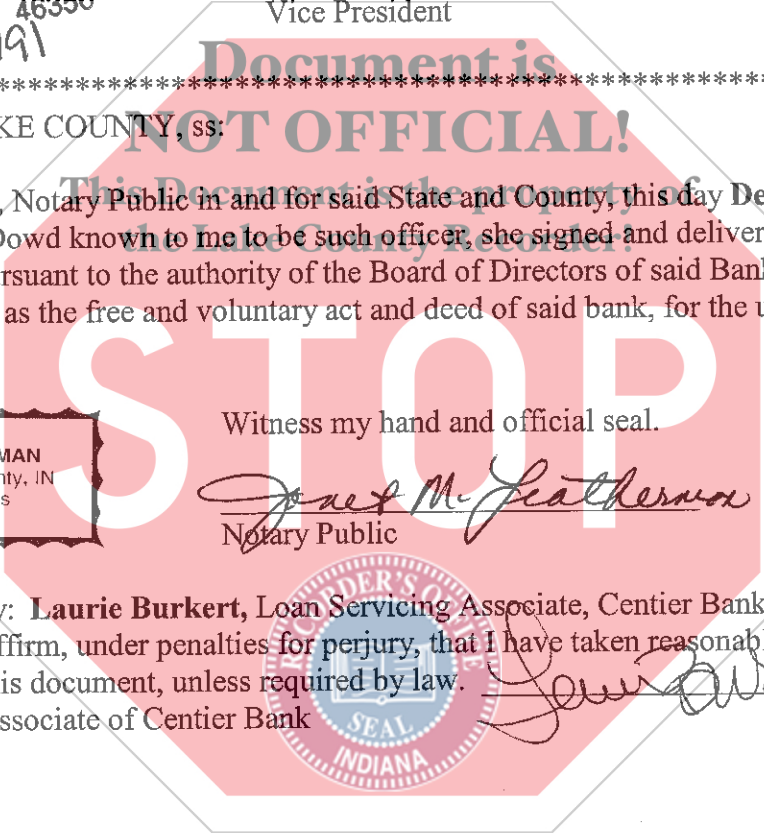 46356
Vice President
991
Document is
************************************************************
KE COUNTY, ss:
NOT OFFICIAL!
This Document is the property of
, Notary Public in and for said State and County, this day De
the Lake County Recorder!
Dowd known to me to be such officer, she signed and deliver
rsuant to the authority of the Board of Directors of said Ban
as the free and voluntary act and deed of said bank, for the u
STOP
MAN
nty, IN
s
Witness my hand and official seal.
Janet M. Leatherman
Notary Public
y: Laurie Burkert, Loan Servicing Associate, Centier Bank
ffirm, under penalties for perjury, that I have taken reasonab
is document, unless required by law.
ssociate of Centier Bank
RECORDER'S OFFICE
SEAL
INDIANA